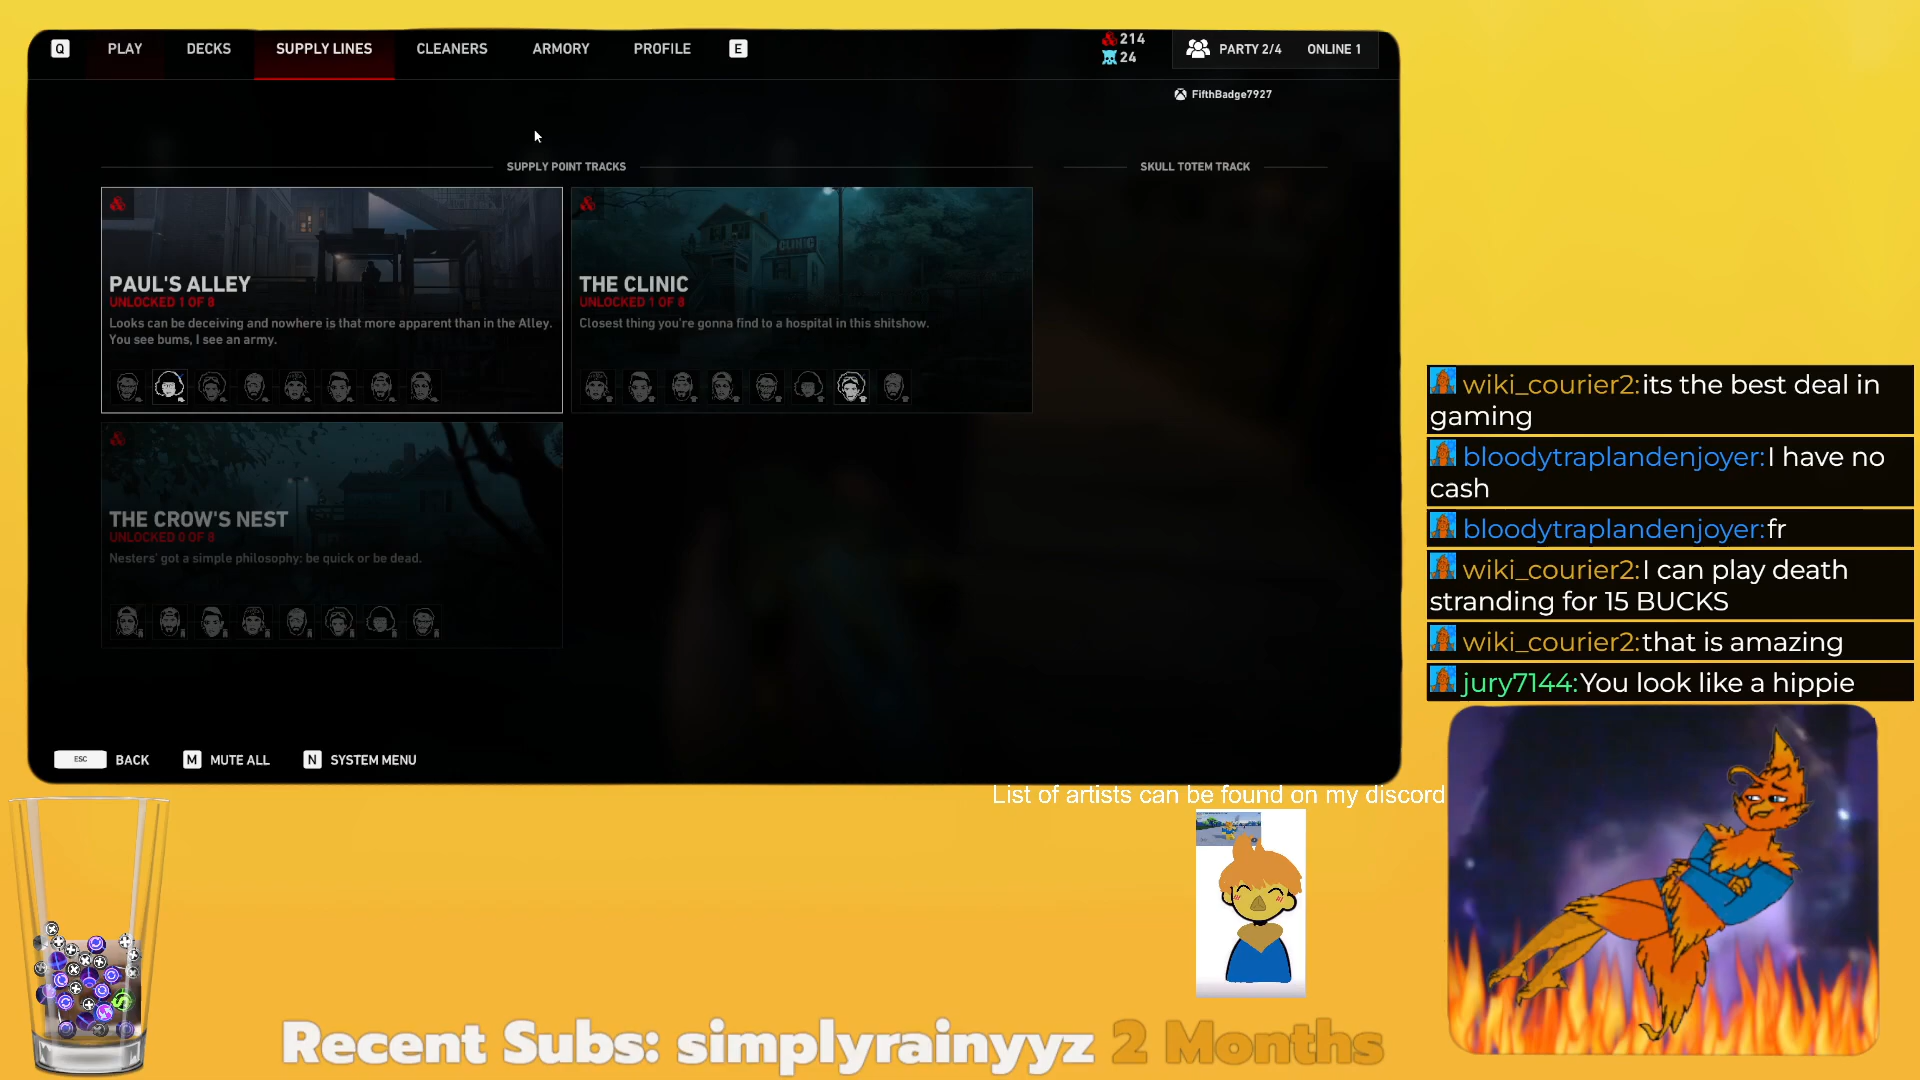 Q PLAY DECKS SUPPLY LINES CLEANERS ARMORY PROFILE E
214
24
PARTY 2/4 ONLINE 1
FifthBadge7927
SUPPLY POINT TRACKS
SKULL TOTEM TRACK
PAUL'S ALLEY
UNLOCKED 1 OF 8
Looks can be deceiving and nowhere is that more apparent than in the Alley.
You see bums, I see an army.
CLINIC
THE CLINIC
UNLOCKED 1 OF 8
Closest thing you're gonna find to a hospital in this shitshow.
THE CROW'S NEST
UNLOCKED 0 OF 8
Nesters' got a simple philosophy: be quick or be dead.
ESC BACK M MUTE ALL N SYSTEM MENU
wiki_courier2:its the best deal in
gaming
bloodytraplandenjoyer:I have no
cash
bloodytraplandenjoyer:fr
wiki_courier2:I can play death
stranding for 15 BUCKS
wiki_courier2:that is amazing
jury7144:You look like a hippie
List of artists can be found on my discord
Recent Subs: simplyrainyyz 2 Months